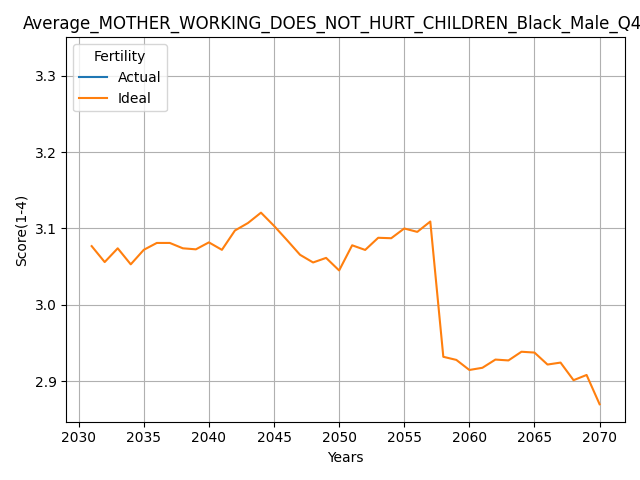 Average_MOTHER_WORKING_DOES_NOT_HURT_CHILDREN_Black_Male_Q4
Fertility
Actual
Ideal
3.3
3.2
3.1
3.0
2.9
Score(1-4)
2030 2035 2040 2045 2050 2055 2060 2065 2070
Years